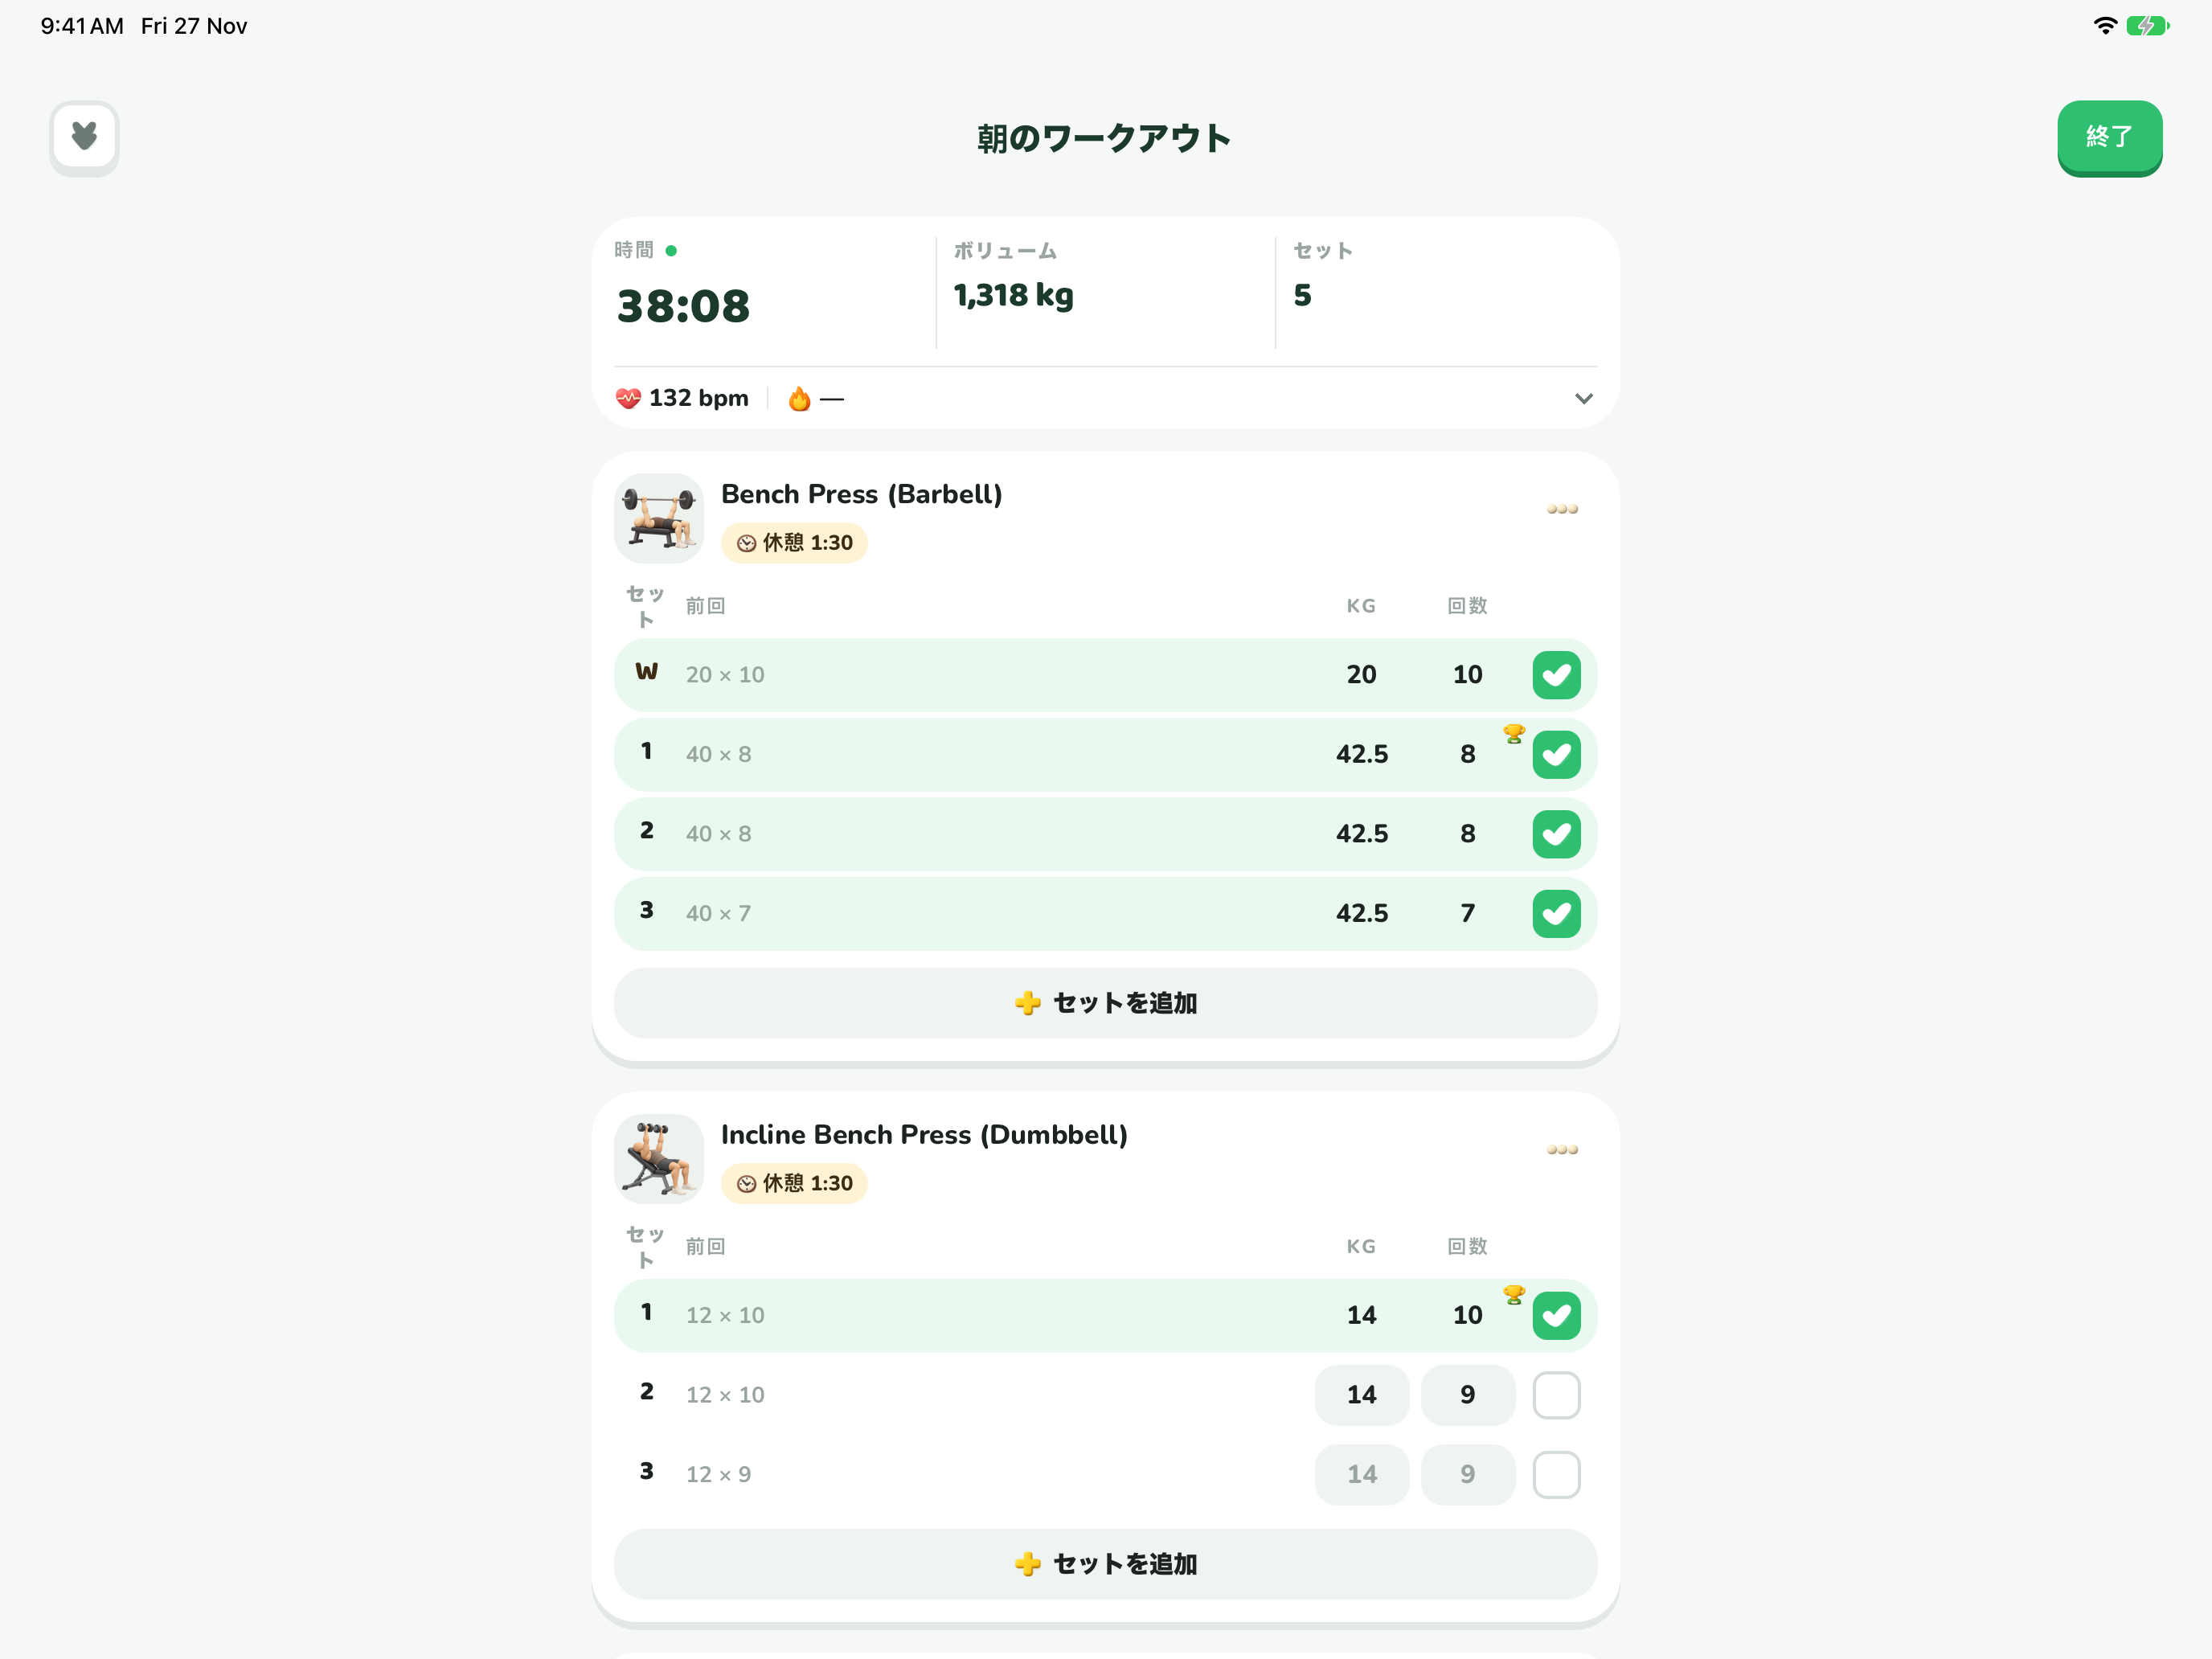 9:41 AM Fri 27 Nov
朝のワークアウト
終了
時間
38:08
ボリューム
1,318 kg
セット
5
132 bpm
—
Bench Press (Barbell)
休憩 1:30
セッ
ト
前回
KG
回数
W 20 × 10 20 10
1 40 × 8 42.5 8
2 40 × 8 42.5 8
3 40 × 7 42.5 7
セットを追加
Incline Bench Press (Dumbbell)
休憩 1:30
セッ
ト
前回
KG
回数
1 12 × 10 14 10
2 12 × 10 14 9
3 12 × 9 14 9
セットを追加